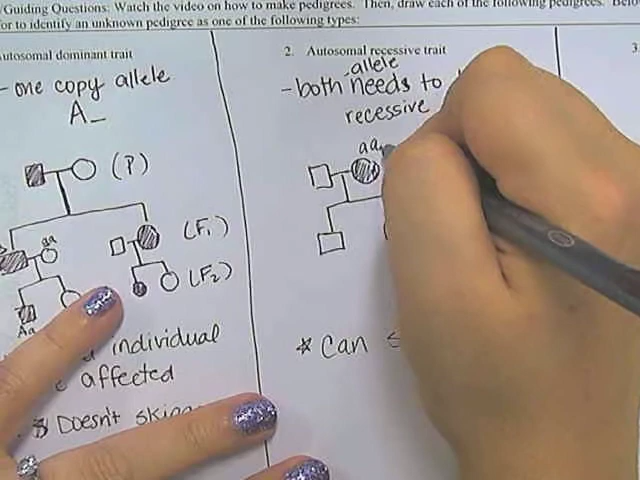 /Guiding Questions: Watch the video on how to make pedigrees. Then, draw each of the following pedigrees.
for to identify an unknown pedigree as one of the following types:
utosomal dominant trait
- one copy allele
A_
(P)
(F₁)
aa
(F₂)
Aa
individual
affected
Doesn't
2. Autosomal recessive trait
allele
- both needs to
recessive
aa
* Can
3